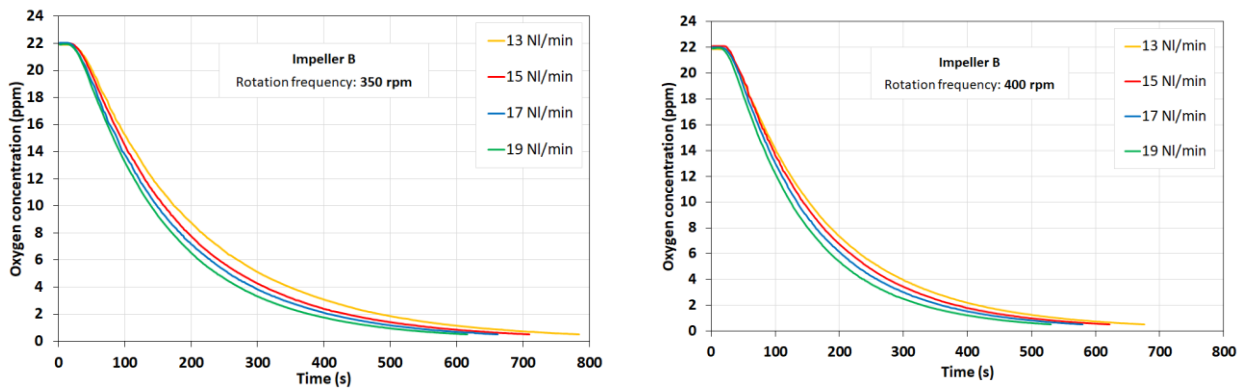 24
22
20
18
16
14
12
10
8
6
4
2
0
Oxygen concentration (ppm)
Impeller B
Rotation frequency: 350 rpm
13 Nl/min
15 Nl/min
17 Nl/min
19 Nl/min
0 100 200 300 400 500 600 700 800
Time (s)
24
22
20
18
16
14
12
10
8
6
4
2
0
Oxygen concentration (ppm)
Impeller B
Rotation frequency: 400 rpm
13 Nl/min
15 Nl/min
17 Nl/min
19 Nl/min
0 100 200 300 400 500 600 700 800
Time (s)